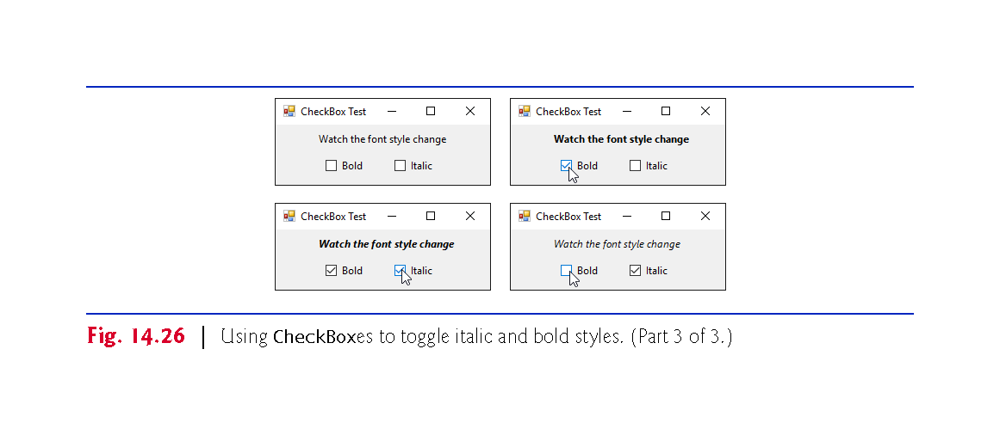 CheckBox Test
Watch the font style change
Bold Italic
CheckBox Test
Watch the font style change
Bold Italic
CheckBox Test
Watch the font style change
Bold Italic
CheckBox Test
Watch the font style change
Bold Italic
Fig. 14.26 | Using CheckBoxes to toggle italic and bold styles. (Part 3 of 3.)